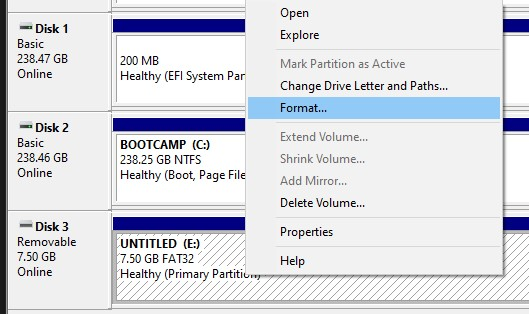 Disk 1
Basic
238.47 GB
Online
200 MB
Healthy (EFI System Par
Disk 2
Basic
238.46 GB
Online
BOOTCAMP (C:)
238.25 GB NTFS
Healthy (Boot, Page File
Disk 3
Removable
7.50 GB
Online
UNTITLED (E:)
7.50 GB FAT32
Healthy (Primary Partition)
Open
Explore
Mark Partition as Active
Change Drive Letter and Paths...
Format...
Extend Volume...
Shrink Volume...
Add Mirror...
Delete Volume...
Properties
Help